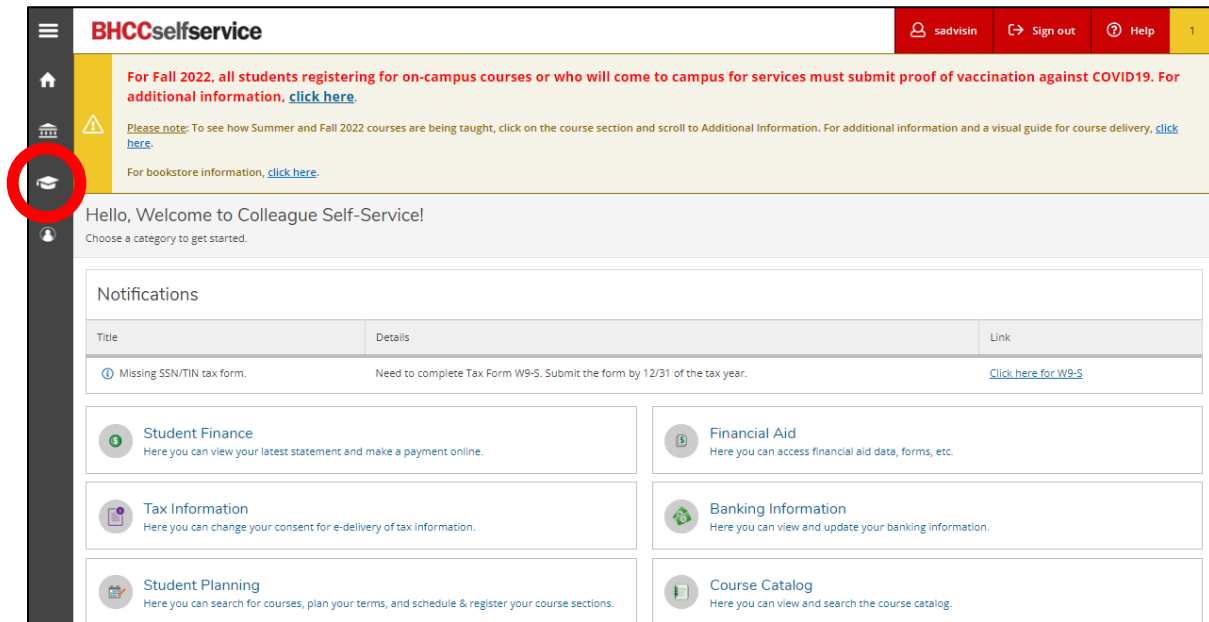 BHCCselfservice
sadvisin
Sign out
Help
1
For Fall 2022, all students registering for on-campus courses or who will come to campus for services must submit proof of vaccination against COVID19. For
additional information, click here.
Please note: To see how Summer and Fall 2022 courses are being taught, click on the course section and scroll to Additional Information. For additional information and a visual guide for course delivery, click
here.
For bookstore information, click here.
Hello, Welcome to Colleague Self-Service!
Choose a category to get started.
Notifications
Title
Details
Link
Missing SSN/TIN tax form.
Need to complete Tax Form W9-S. Submit the form by 12/31 of the tax year.
Click here for W9-S
Student Finance
Here you can view your latest statement and make a payment online.
Financial Aid
Here you can access financial aid data, forms, etc.
Tax Information
Here you can change your consent for e-delivery of tax information.
Banking Information
Here you can view and update your banking information.
Student Planning
Here you can search for courses, plan your terms, and schedule & register your course sections.
Course Catalog
Here you can view and search the course catalog.